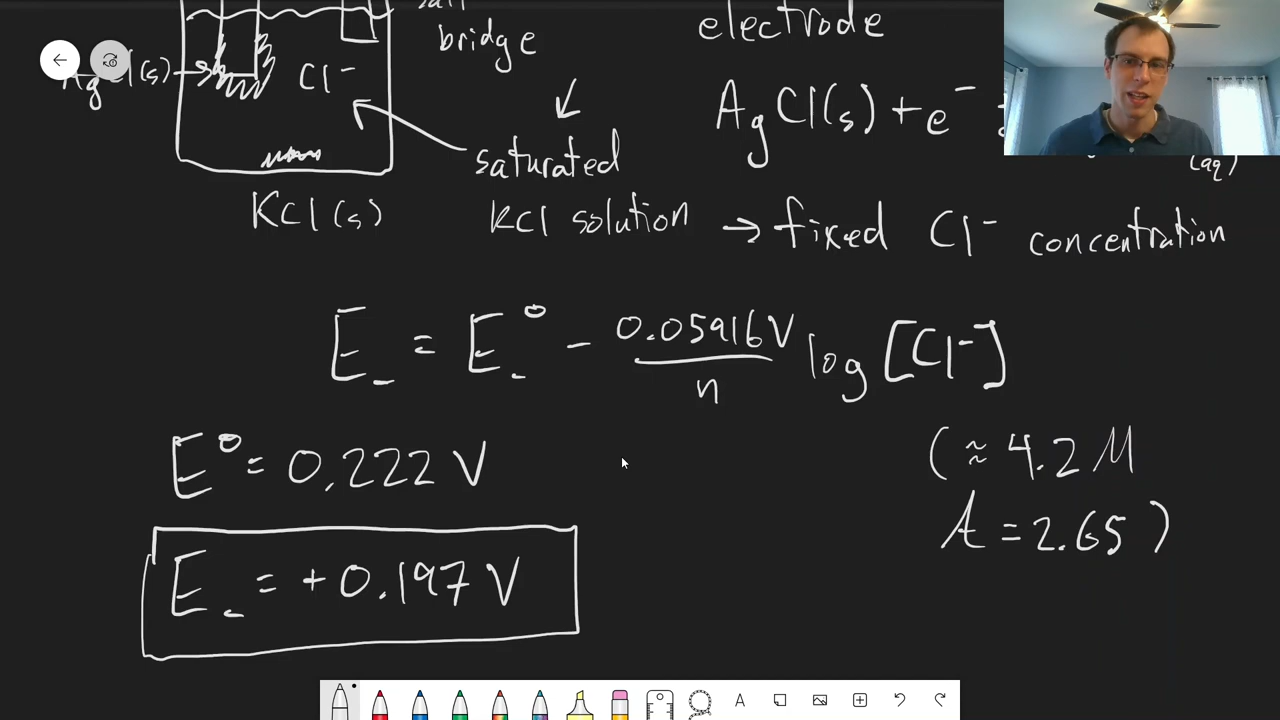 bridge
electrode
Cl⁻
AgCl(s) + e⁻
(aq)
saturated
KCl(s)
KCl solution → fixed Cl⁻ concentration
E₋ = E₋° - 0.05916V/n log [Cl⁻]
E° = 0.222 V
(≈ 4.2 M
A = 2.65)
E₋ = +0.197 V
A